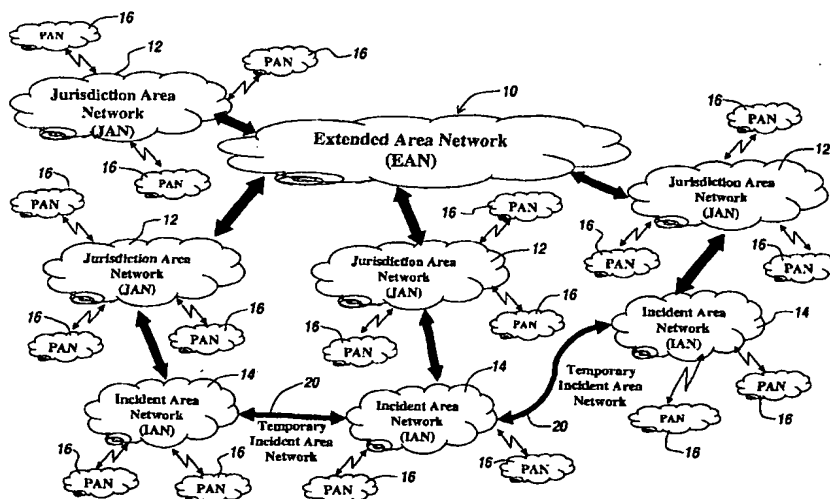 16
PAN
12
16
PAN
Jurisdiction Area
Network
(JAN)
10
Extended Area Network
(EAN)
16
PAN
12
16
PAN
16
PAN
12
Jurisdiction Area
Network
(JAN)
16
PAN
12
Jurisdiction Area
Network
(JAN)
16
PAN
16
PAN
16
PAN
16
PAN
Jurisdiction Area
Network
(JAN)
16
PAN
16
PAN
16
PAN
Incident Area
Network
(IAN)
14
Temporary
Incident Area
Network
20
16
PAN
16
PAN
14
Incident Area
Network
(IAN)
20
Temporary
Incident Area
Network
14
Incident Area
Network
(IAN)
16
PAN
16
PAN
16
PAN
16
PAN